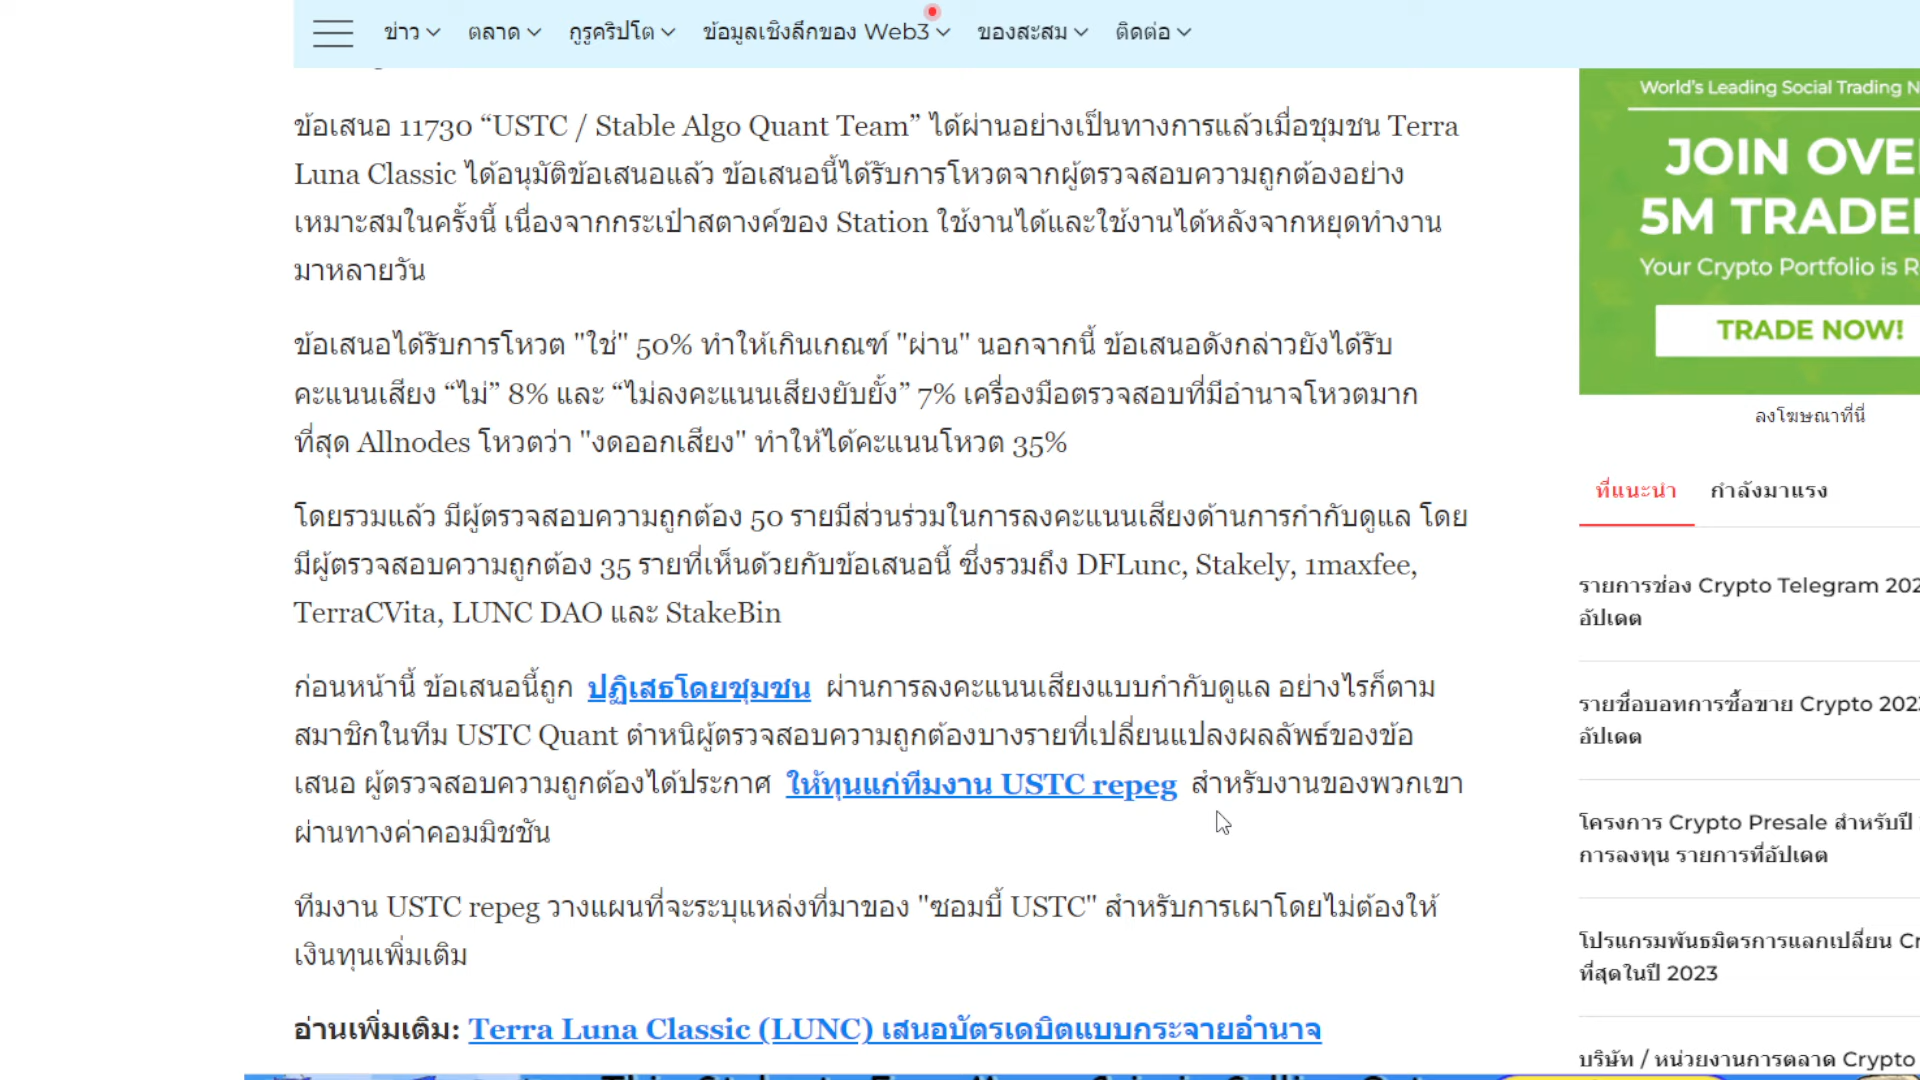 ข่าว ตลาด กูรูคริปโต ข้อมูลเชิงลึกของ Web3 ของสะสม ติดต่อ
ข้อเสนอ 11730 “USTC / Stable Algo Quant Team” ได้ผ่านอย่างเป็นทางการแล้วเมื่อชุมชน Terra
Luna Classic ได้อนุมัติข้อเสนอแล้ว ข้อเสนอนี้ได้รับการโหวตจากผู้ตรวจสอบความถูกต้องอย่าง
เหมาะสมในครั้งนี้ เนื่องจากกระเป๋าสตางค์ของ Station ใช้งานได้และใช้งานได้หลังจากหยุดทำงาน
มาหลายวัน
ข้อเสนอได้รับการโหวต "ใช่" 50% ทำให้เกินเกณฑ์ "ผ่าน" นอกจากนี้ ข้อเสนอดังกล่าวยังได้รับ
คะแนนเสียง “ไม่” 8% และ “ไม่ลงคะแนนเสียงยับยั้ง” 7% เครื่องมือตรวจสอบที่มีอำนาจโหวตมาก
ที่สุด Allnodes โหวตว่า "งดออกเสียง" ทำให้ได้คะแนนโหวต 35%
โดยรวมแล้ว มีผู้ตรวจสอบความถูกต้อง 50 รายมีส่วนร่วมในการลงคะแนนเสียงด้านการกำกับดูแล โดย
มีผู้ตรวจสอบความถูกต้อง 35 รายที่เห็นด้วยกับข้อเสนอนี้ ซึ่งรวมถึง DFLunc, Stakely, 1maxfee,
TerraCVita, LUNC DAO และ StakeBin
ก่อนหน้านี้ ข้อเสนอนี้ถูก ปฏิเสธโดยชุมชน ผ่านการลงคะแนนเสียงแบบกำกับดูแล อย่างไรก็ตาม
สมาชิกในทีม USTC Quant ตำหนิผู้ตรวจสอบความถูกต้องบางรายที่เปลี่ยนแปลงผลลัพธ์ของข้อ
เสนอ ผู้ตรวจสอบความถูกต้องได้ประกาศ ให้ทุนแก่ทีมงาน USTC repeg สำหรับงานของพวกเขา
ผ่านทางค่าคอมมิชชัน
ทีมงาน USTC repeg วางแผนที่จะระบุแหล่งที่มาของ "ซอมบี้ USTC" สำหรับการเผาโดยไม่ต้องให้
เงินทุนเพิ่มเติม
อ่านเพิ่มเติม: Terra Luna Classic (LUNC) เสนอบัตรเดบิตแบบกระจายอำนาจ
World's Leading Social Trading
JOIN OVE
5M TRADE
Your Crypto Portfolio is
TRADE NOW!
ลงโฆษณาที่นี่
ที่แนะนำ กำลังมาแรง
รายการช่อง Crypto Telegram 202
อัปเดต
รายชื่อบอทการซื้อขาย Crypto 202
อัปเดต
โครงการ Crypto Presale สำหรับปี
การลงทุน รายการที่อัปเดต
โปรแกรมพันธมิตรการแลกเปลี่ยน Cr
ที่สุดในปี 2023
บริษัท / หน่วยงานการตลาด Crypto